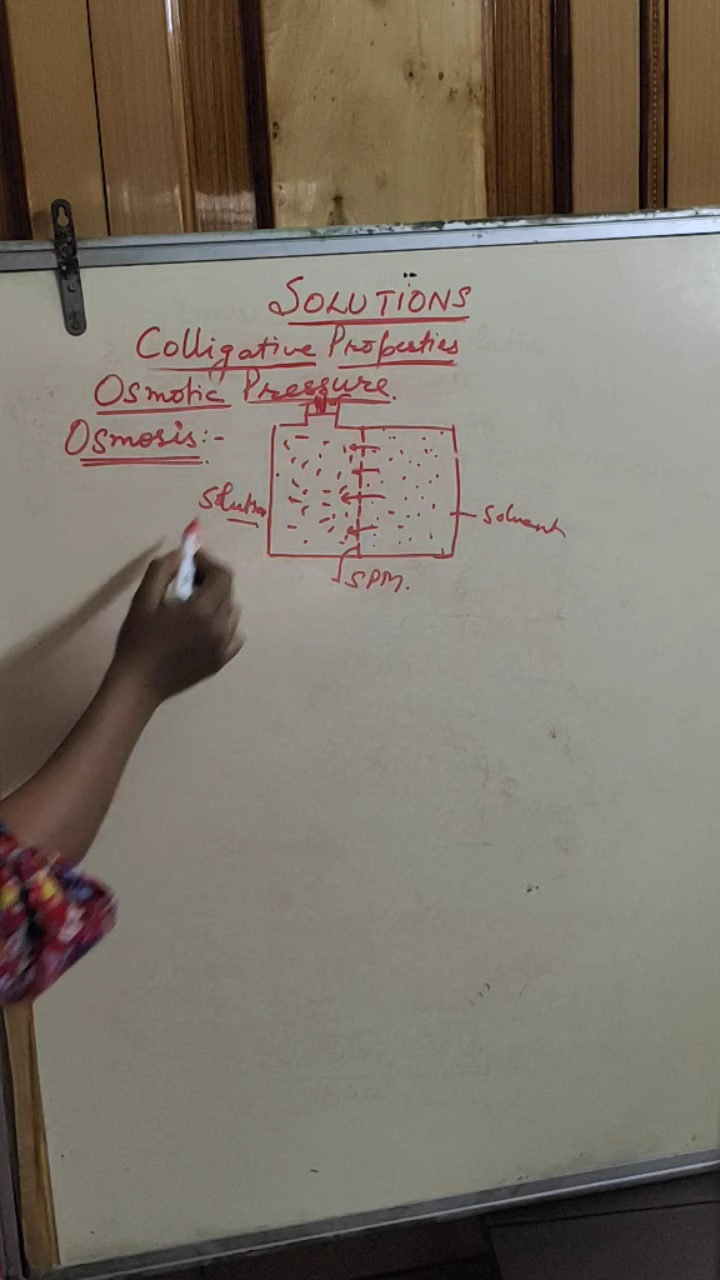 SOLUTIONS
Colligative Properties
Osmotic Pressure.
Osmosis:-
Solution
Solvent
SPM.